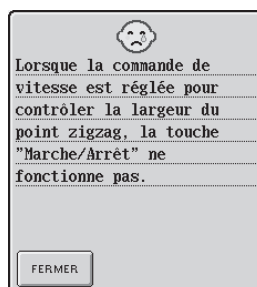 Lorsque la commande de
vitesse est réglée pour
contrôler la largeur du
point zigzag, la touche
"Marche/Arrêt" ne
fonctionne pas.
FERMER